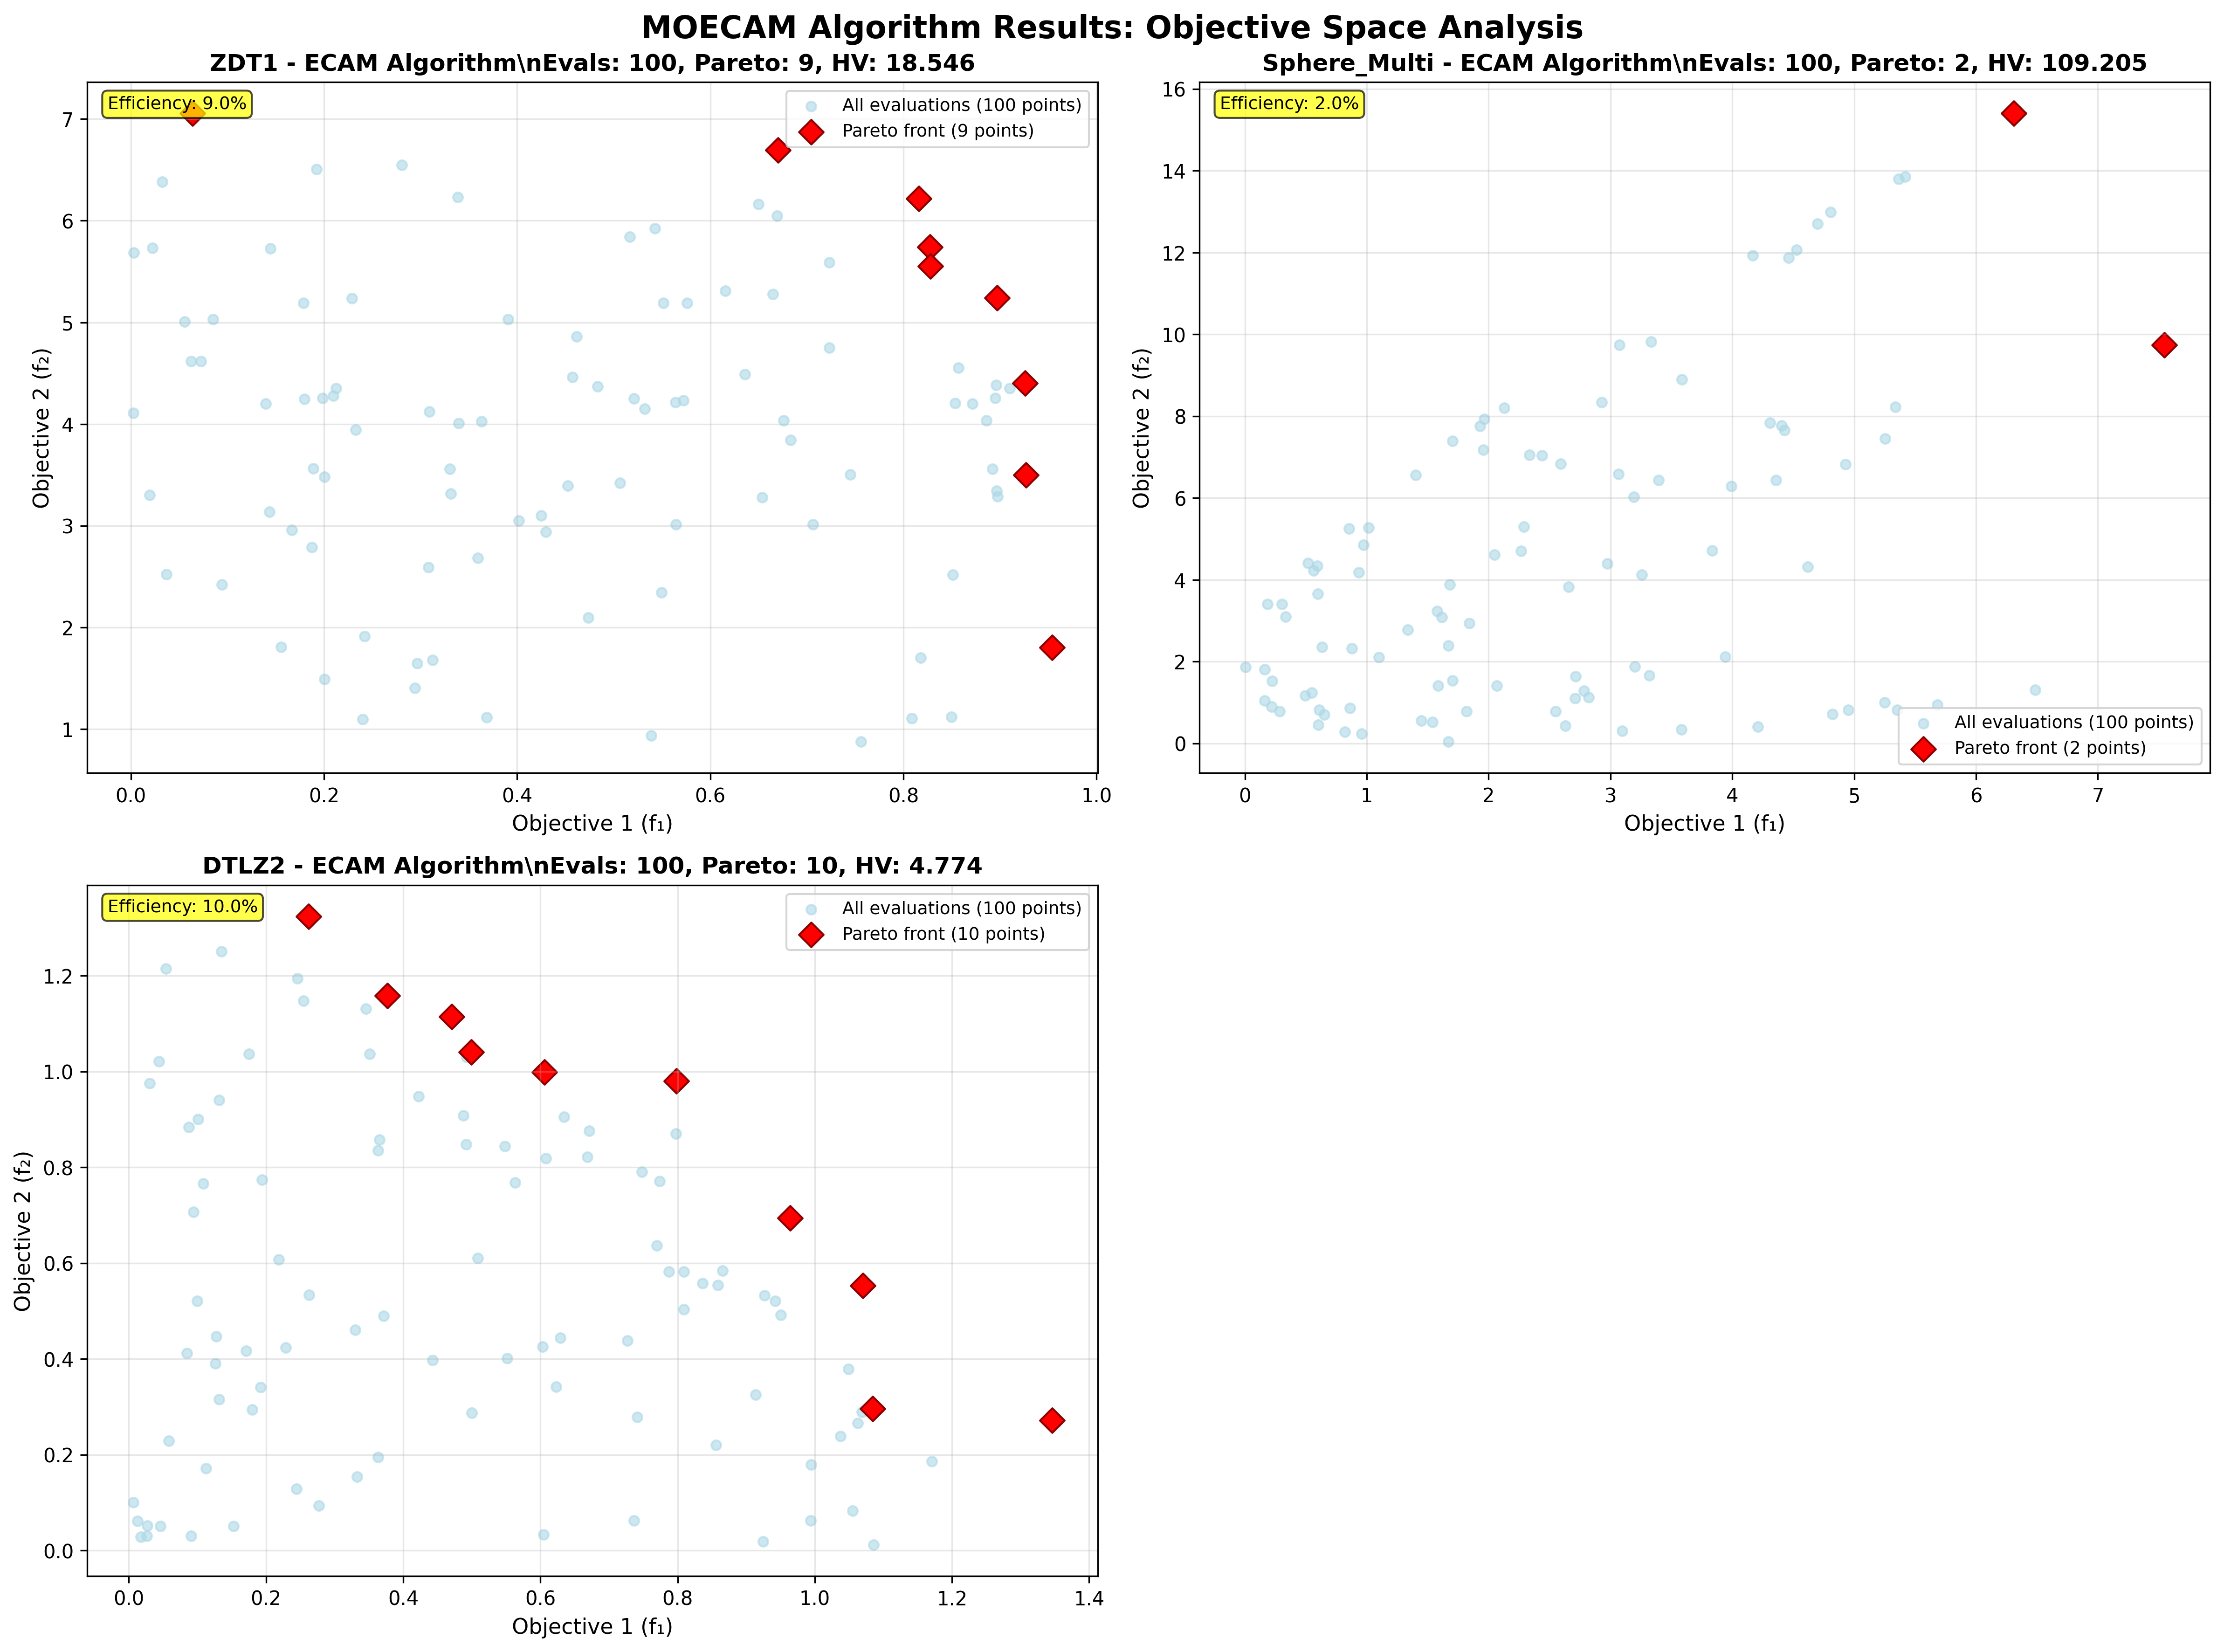 MOECAM Algorithm Results: Objective Space Analysis
ZDT1 - ECAM Algorithm\nEvals: 100, Pareto: 9, HV: 18.546
Efficiency: 9.0%
All evaluations (100 points)
Pareto front (9 points)
7
6
5
4
3
2
1
Objective 2 (f₂)
0.0 0.2 0.4 0.6 0.8 1.0
Objective 1 (f₁)
Sphere_Multi - ECAM Algorithm\nEvals: 100, Pareto: 2, HV: 109.205
Efficiency: 2.0%
16
14
12
10
8
6
4
2
0
Objective 2 (f₂)
All evaluations (100 points)
Pareto front (2 points)
0 1 2 3 4 5 6 7
Objective 1 (f₁)
DTLZ2 - ECAM Algorithm\nEvals: 100, Pareto: 10, HV: 4.774
Efficiency: 10.0%
All evaluations (100 points)
Pareto front (10 points)
1.2
1.0
0.8
0.6
0.4
0.2
0.0
Objective 2 (f₂)
0.0 0.2 0.4 0.6 0.8 1.0 1.2 1.4
Objective 1 (f₁)